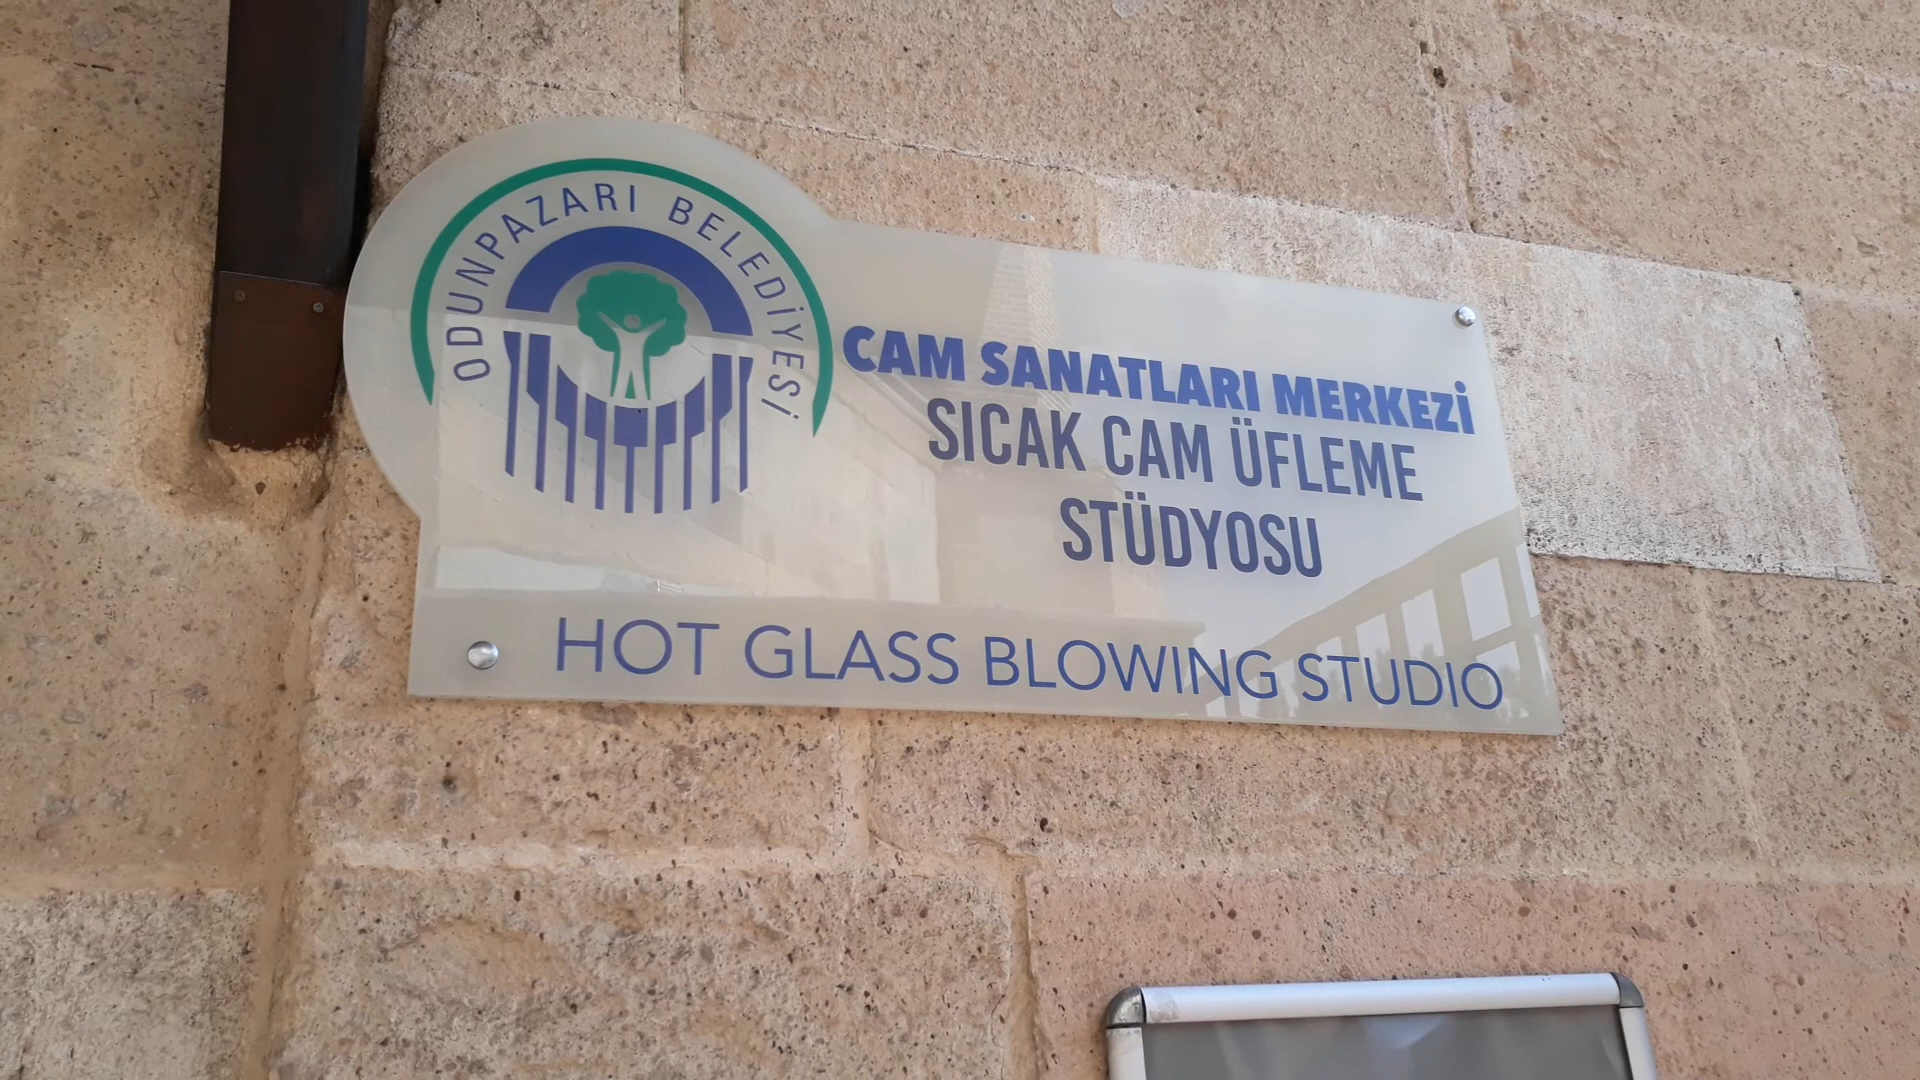 ODUNPAZARI BELEDİYESİ
CAM SANATLARI MERKEZİ
SICAK CAM ÜFLEME
STÜDYOSU
HOT GLASS BLOWING STUDIO